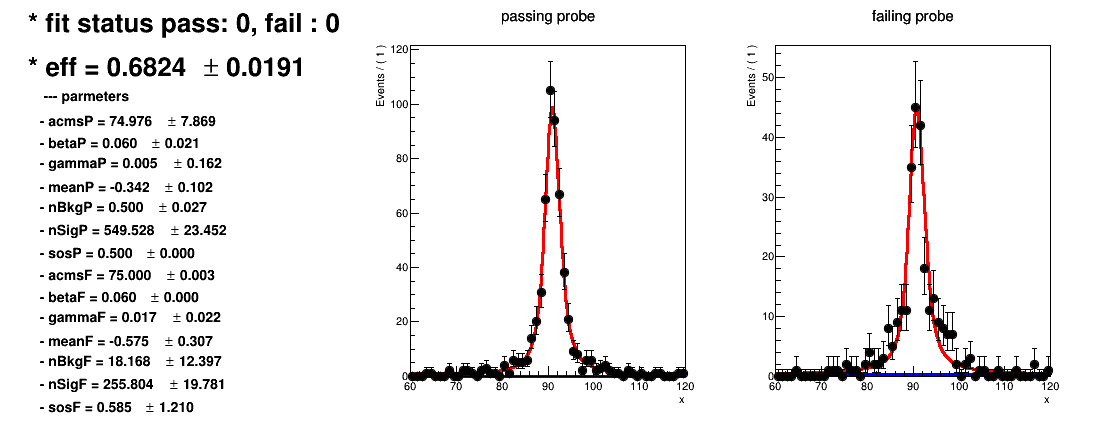 * fit status pass: 0, fail : 0
* eff = 0.6824 ± 0.0191
--- parmeters
- acmsP = 74.976 ± 7.869
- betaP = 0.060 ± 0.021
- gammaP = 0.005 ± 0.162
- meanP = -0.342 ± 0.102
- nBkgP = 0.500 ± 0.027
- nSigP = 549.528 ± 23.452
- sosP = 0.500 ± 0.000
- acmsF = 75.000 ± 0.003
- betaF = 0.060 ± 0.000
- gammaF = 0.017 ± 0.022
- meanF = -0.575 ± 0.307
- nBkgF = 18.168 ± 12.397
- nSigF = 255.804 ± 19.781
- sosF = 0.585 ± 1.210
passing probe
Events / ( 1 )
120
100
80
60
40
20
0
60 70 80 90 100 110 120
x
failing probe
Events / ( 1 )
50
40
30
20
10
0
60 70 80 90 100 110 120
x